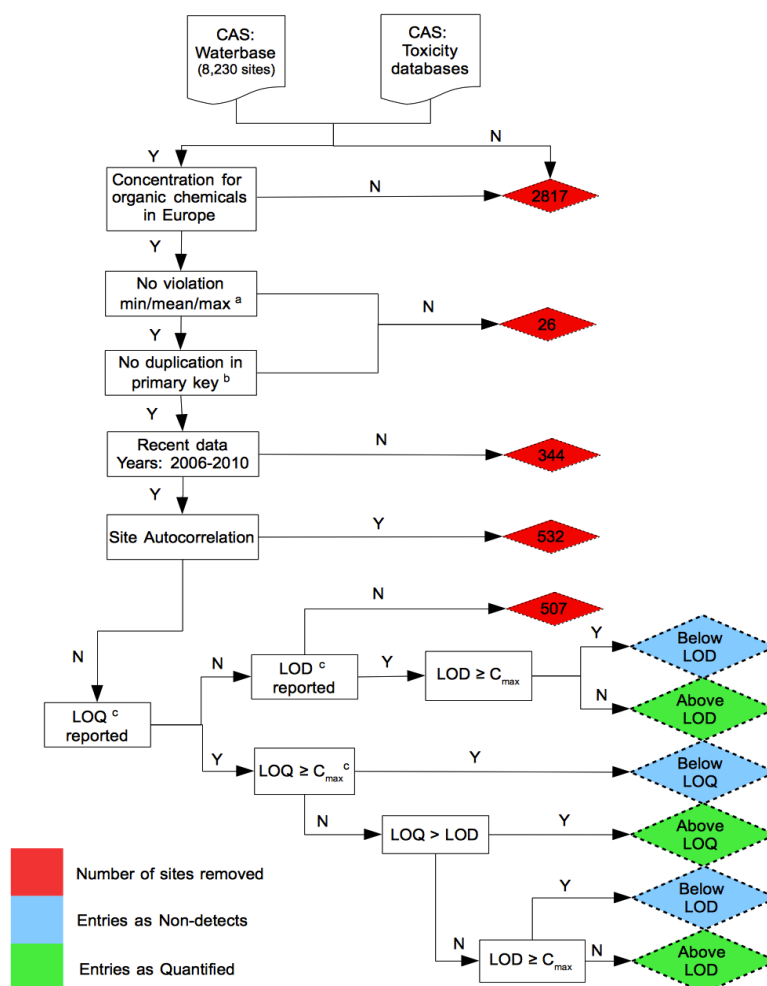 CAS:
Waterbase
(8,230 sites)
CAS:
Toxicity
databases
Y
N
Concentration for
organic chemicals
in Europe
N
2817
Y
No violation
min/mean/max a
N
26
Y
No duplication in
primary key b
Y
Recent data
Years: 2006-2010
N
344
Y
Site Autocorrelation
Y
532
N
507
N
N
LOD c
reported
Y
LOD ≥ Cmax
Y
Below
LOD
N
Above
LOD
LOQ c
reported
Y
LOQ ≥ Cmax c
Y
Below
LOQ
N
LOQ > LOD
Y
Above
LOQ
Y
Below
LOD
N
LOD ≥ Cmax
N
Above
LOD
Number of sites removed
Entries as Non-detects
Entries as Quantified